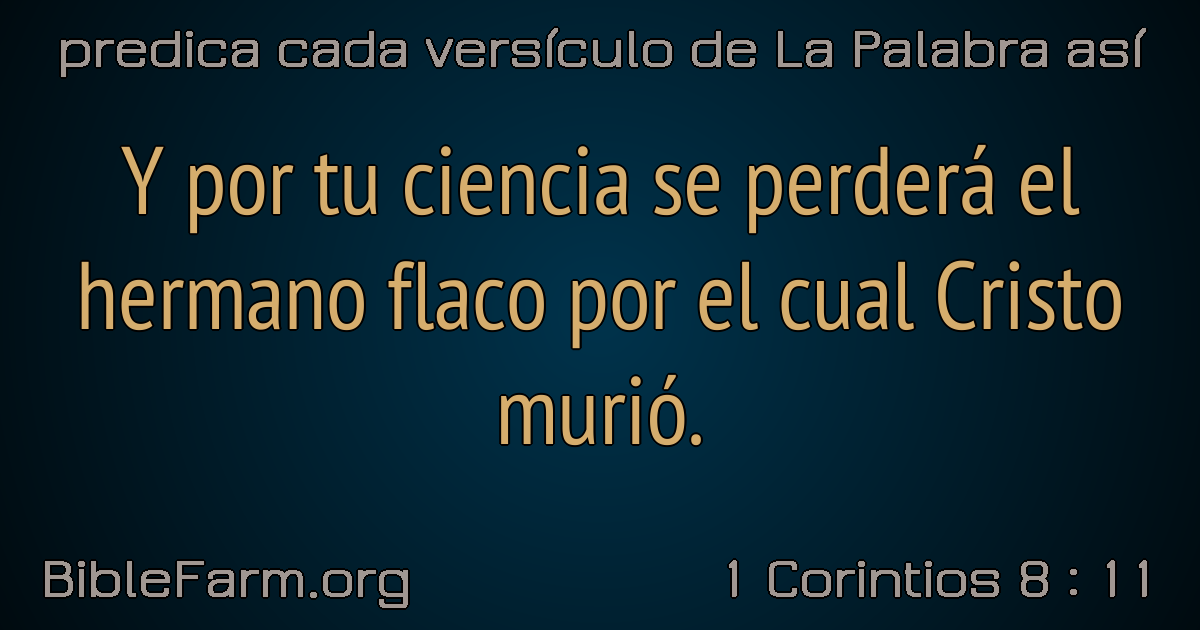 predica cada versículo de La Palabra así
Y por tu ciencia se perderá el
hermano flaco por el cual Cristo
murió.
BibleFarm.org
1 Corintios 8 : 11